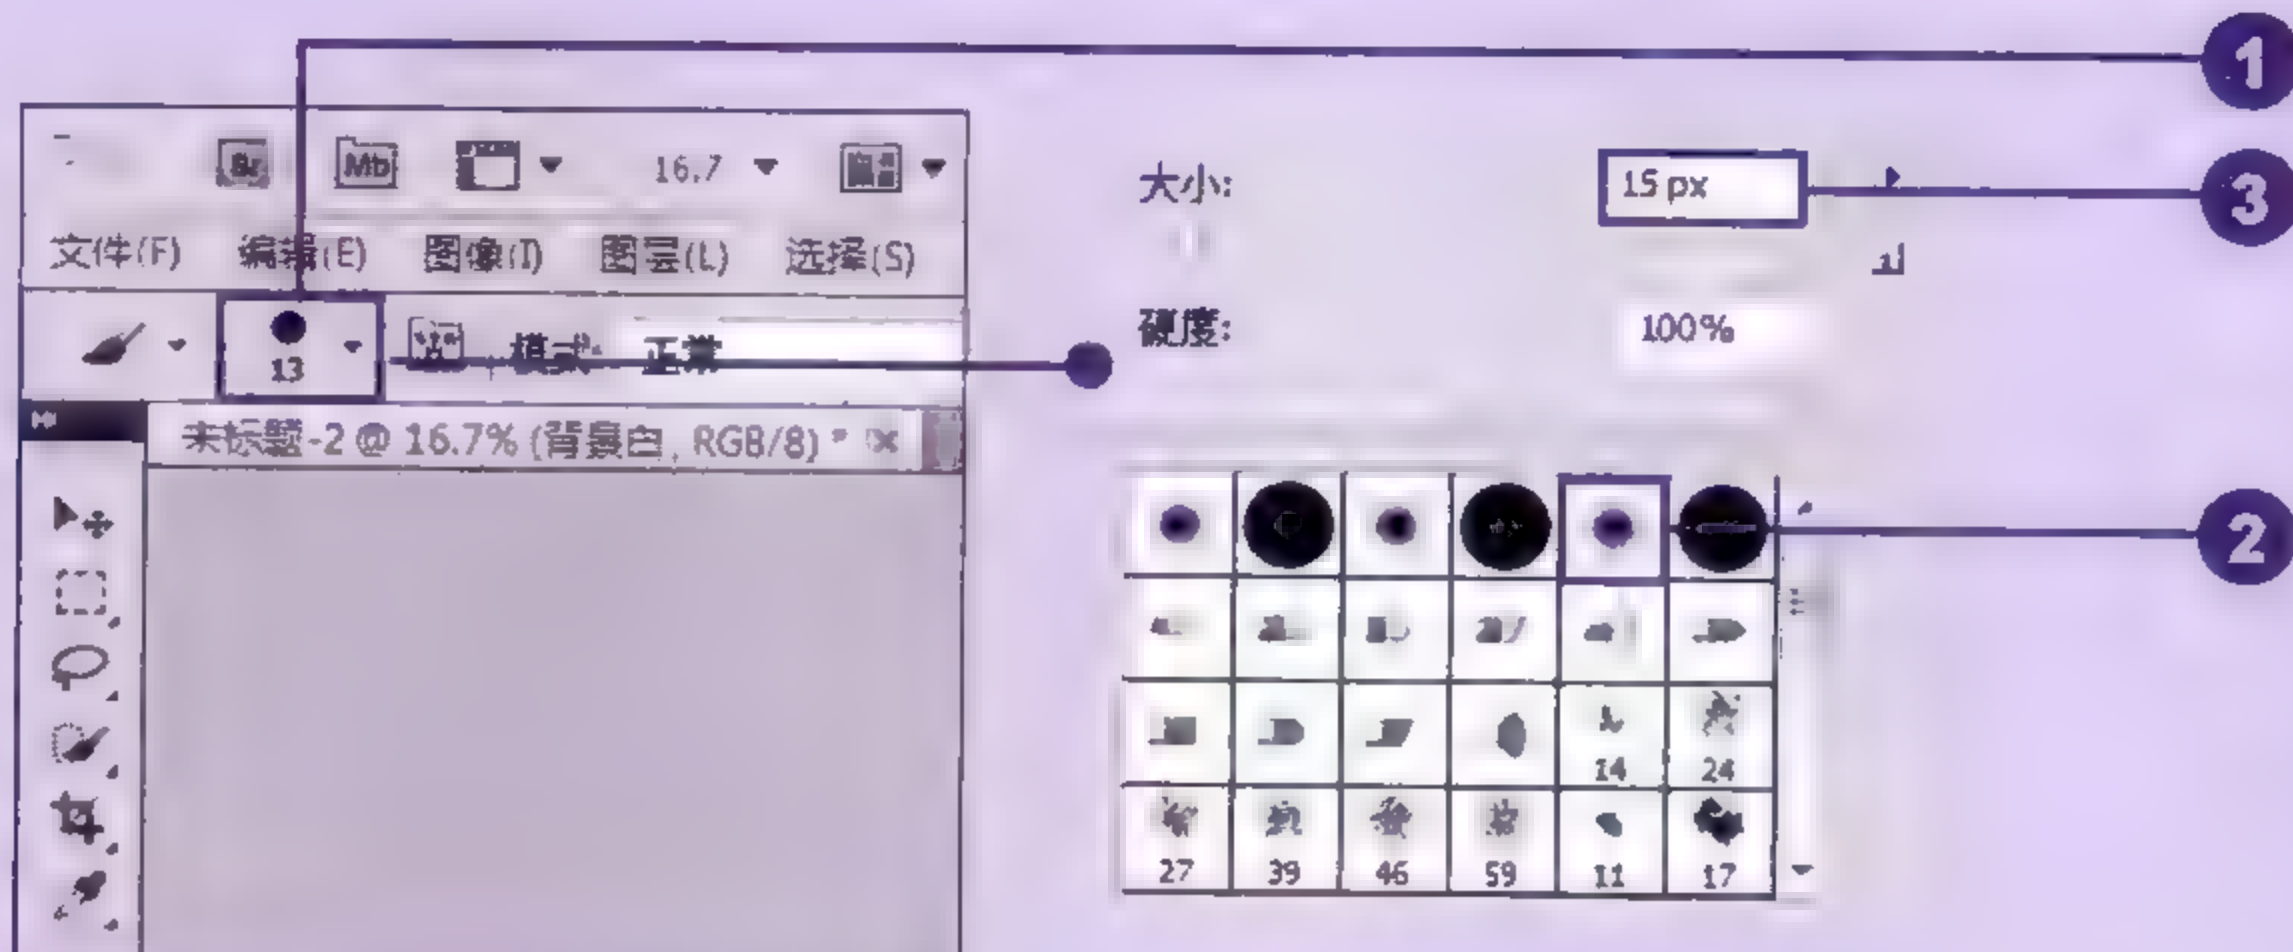 1
Br Mb 16.7
文件(F) 编辑(E) 图像(I) 图层(L) 选择(S)
13 模式: 正常
未标题-2 @ 16.7% (背景白, RGB/8) *
大小: 15 px
3
硬度: 100%
2
14 24
27 39 46 59 11 17